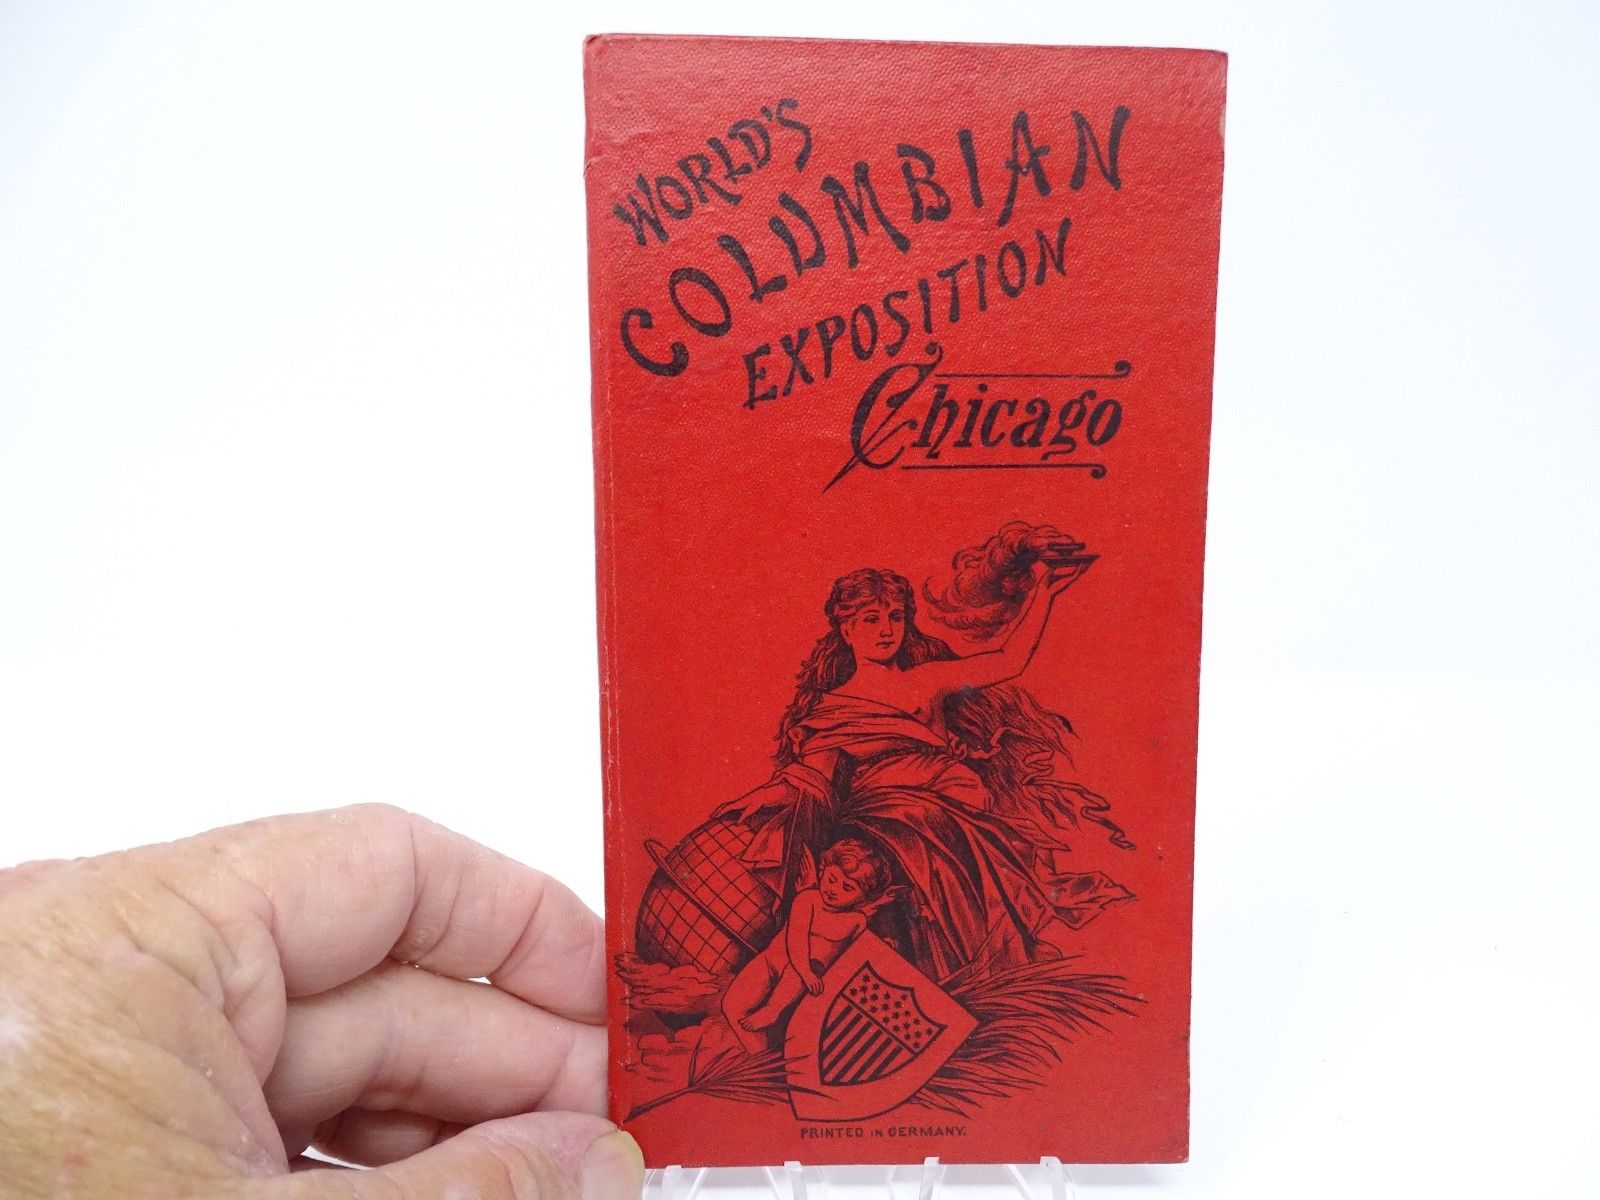 WORLD'S
COLUMBIAN
EXPOSITION
Chicago
PRINTED IN GERMANY.